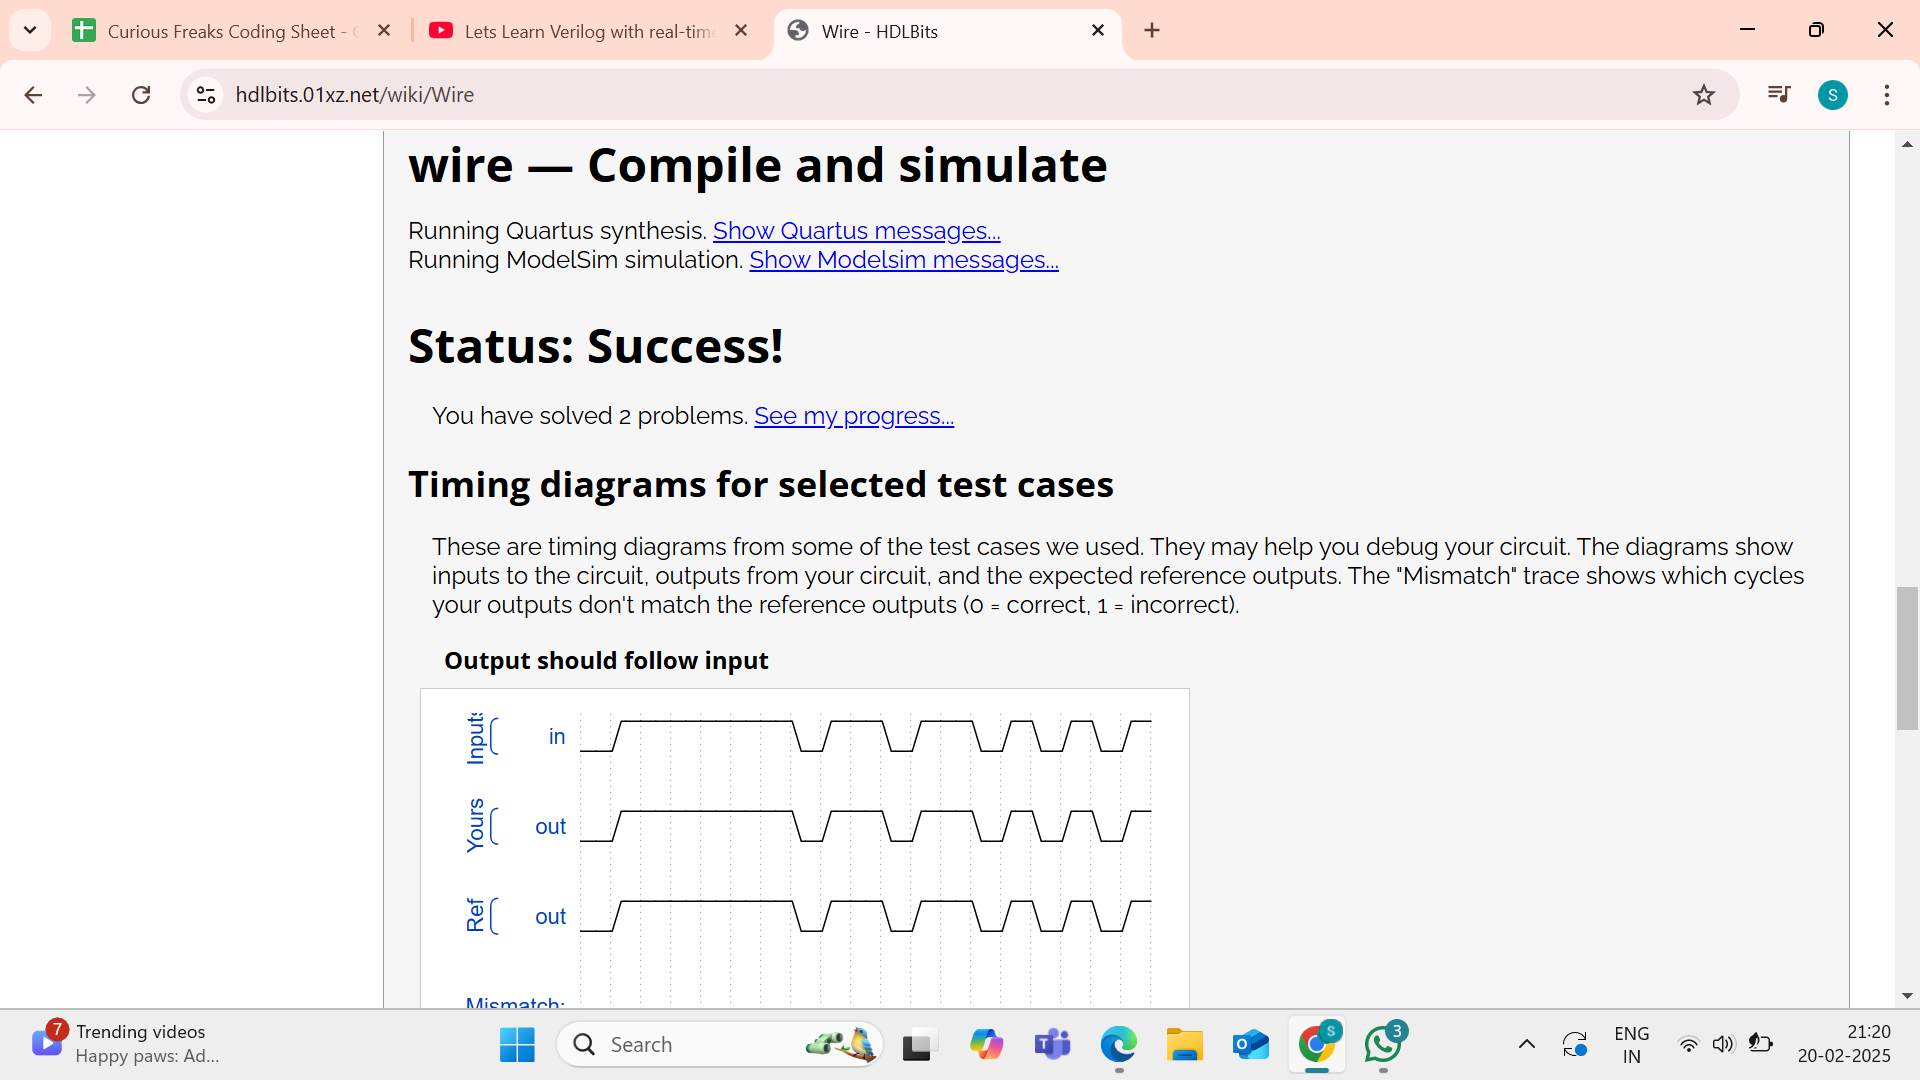 Curious Freaks Coding Sheet -
Lets Learn Verilog with real-time
Wire - HDLBits
hdlbits.01xz.net/wiki/Wire
S
wire — Compile and simulate
Running Quartus synthesis. Show Quartus messages...
Running ModelSim simulation. Show Modelsim messages...
Status: Success!
You have solved 2 problems. See my progress...
Timing diagrams for selected test cases
These are timing diagrams from some of the test cases we used. They may help you debug your circuit. The diagrams show
inputs to the circuit, outputs from your circuit, and the expected reference outputs. The "Mismatch" trace shows which cycles
your outputs don't match the reference outputs (0 = correct, 1 = incorrect).
Output should follow input
Inputs
in
Yours
out
Ref
out
Mismatch:
7
Trending videos
Happy paws: Ad...
Search
S
3
ENG
IN
21:20
20-02-2025